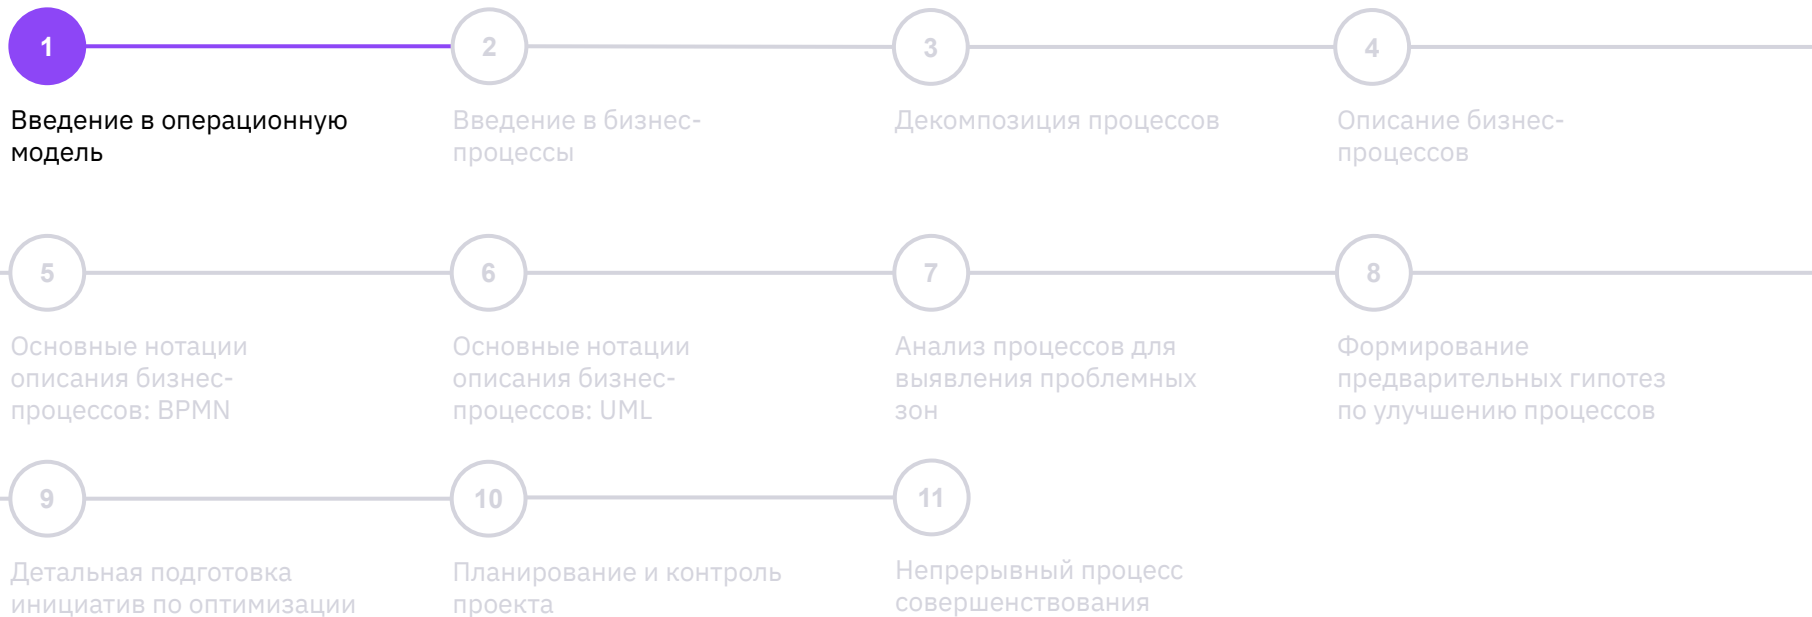 1
2
3
4
Введение в операционную
модель
Введение в бизнес-
процессы
Декомпозиция процессов
Описание бизнес-
процессов
5
6
7
8
Основные нотации
описания бизнес-
процессов: BPMN
Основные нотации
описания бизнес-
процессов: UML
Анализ процессов для
выявления проблемных
зон
Формирование
предварительных гипотез
по улучшению процессов
9
10
11
Детальная подготовка
инициатив по оптимизации
Планирование и контроль
проекта
Непрерывный процесс
совершенствования